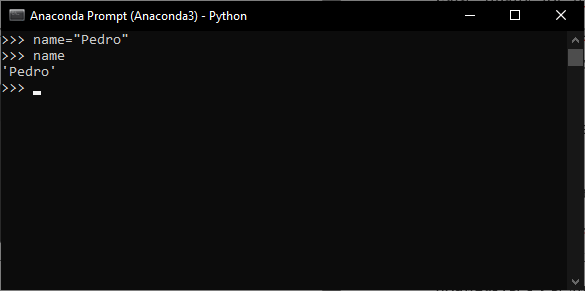 Anaconda Prompt (Anaconda3) - Python
>>> name="Pedro"
>>> name
'Pedro'
>>>